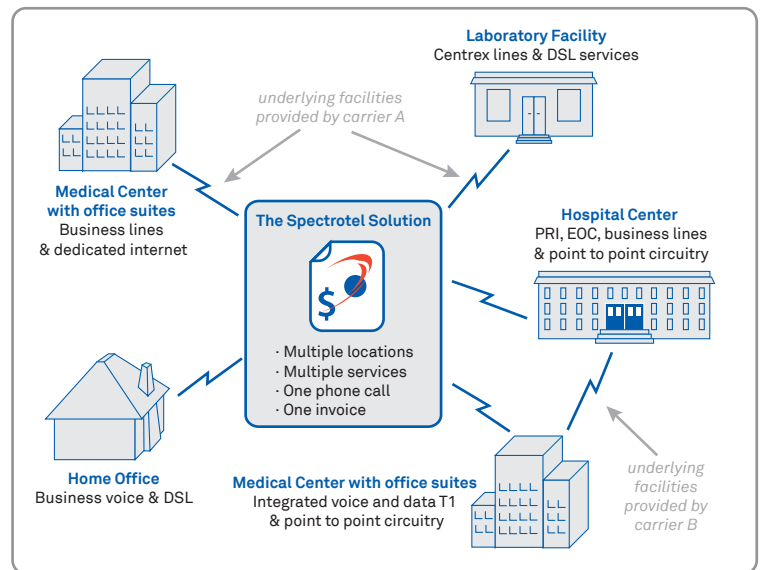 Laboratory Facility
Centrex lines & DSL services
underlying facilities
provided by carrier A
Medical Center
with office suites
Business lines
& dedicated internet
The Spectrotel Solution
$
· Multiple locations
· Multiple services
· One phone call
· One invoice
Hospital Center
PRI, EOC, business lines
& point to point circuitry
Home Office
Business voice & DSL
Medical Center with office suites
Integrated voice and data T1
& point to point circuitry
underlying
facilities
provided by
carrier B